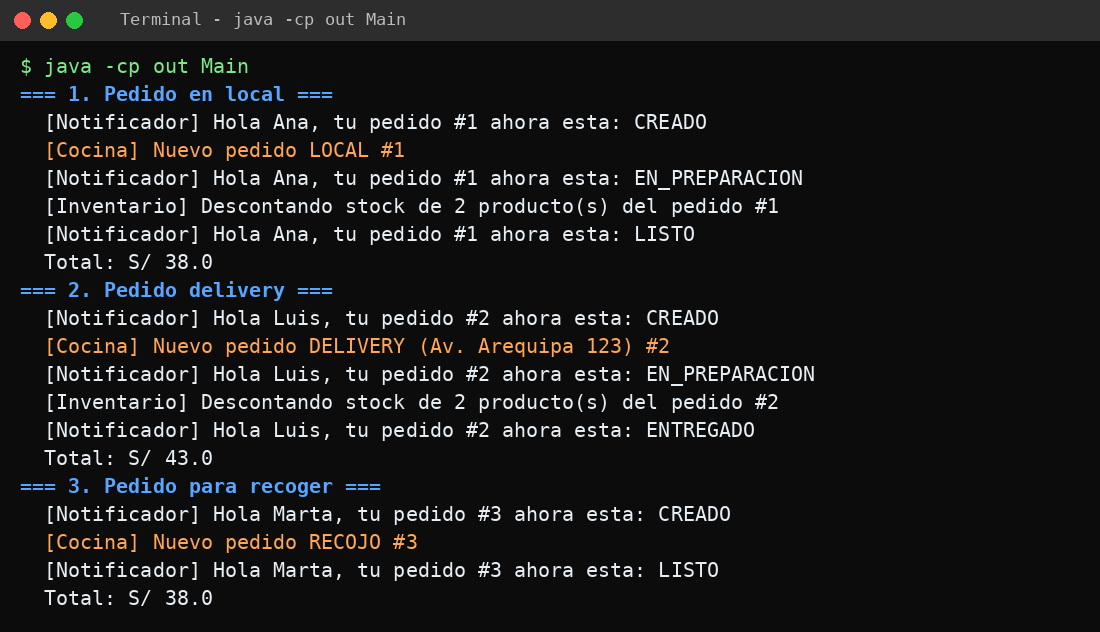 Terminal - java -cp out Main
$ java -cp out Main
=== 1. Pedido en local ===
[Notificador] Hola Ana, tu pedido #1 ahora esta: CREADO
[Cocina] Nuevo pedido LOCAL #1
[Notificador] Hola Ana, tu pedido #1 ahora esta: EN_PREPARACION
[Inventario] Descontando stock de 2 producto(s) del pedido #1
[Notificador] Hola Ana, tu pedido #1 ahora esta: LISTO
Total: S/ 38.0
=== 2. Pedido delivery ===
[Notificador] Hola Luis, tu pedido #2 ahora esta: CREADO
[Cocina] Nuevo pedido DELIVERY (Av. Arequipa 123) #2
[Notificador] Hola Luis, tu pedido #2 ahora esta: EN_PREPARACION
[Inventario] Descontando stock de 2 producto(s) del pedido #2
[Notificador] Hola Luis, tu pedido #2 ahora esta: ENTREGADO
Total: S/ 43.0
=== 3. Pedido para recoger ===
[Notificador] Hola Marta, tu pedido #3 ahora esta: CREADO
[Cocina] Nuevo pedido RECOJO #3
[Notificador] Hola Marta, tu pedido #3 ahora esta: LISTO
Total: S/ 38.0